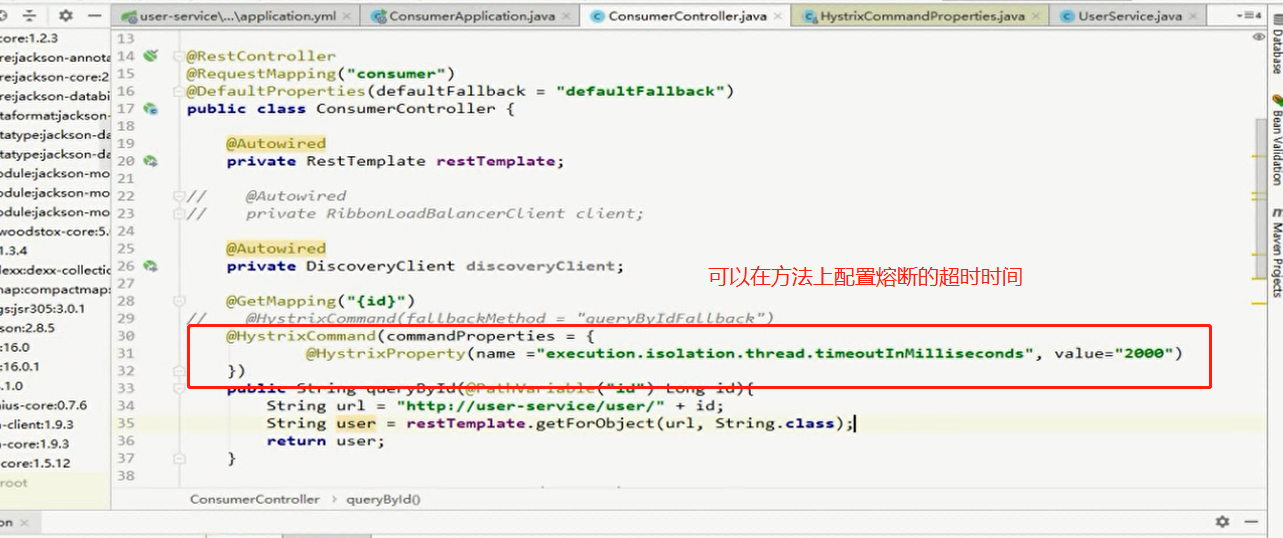 user-service\...\application.yml
ConsumerApplication.java
ConsumerController.java
HystrixCommandProperties.java
UserService.java
4
core:1.2.3
re:jackson-annota
re:jackson-core:2
re:jackson-databi
taformat:jackson-
tatype:jackson-da
tatype:jackson-da
odule:jackson-mo
odule:jackson-mo
odule:jackson-mo
woodstox-core:5.
1.3.4
lexx:dexx-collectic
map:compactmap:
gs:jsr305:3.0.1
son:2.8.5
:16.0
:16.0.1
.1.0
nius-core:0.7.6
n-client:1.9.3
n-core:1.9.3
-core:1.5.12
root
13
14 @RestController
15 @RequestMapping("consumer")
16 @DefaultProperties(defaultFallback = "defaultFallback")
17 public class ConsumerController {
18
19 @Autowired
20 private RestTemplate restTemplate;
21
22 // @Autowired
23 // private RibbonLoadBalancerClient client;
24
25 @Autowired
26 private DiscoveryClient discoveryClient;
可以在方法上配置熔断的超时时间
27
28 @GetMapping("{id}")
29 // @HystrixCommand(fallbackMethod = "queryByIdFallback")
30 @HystrixCommand(commandProperties = {
31 @HystrixProperty(name ="execution.isolation.thread.timeoutInMilliseconds", value="2000")
32 })
33 public String queryById(@PathVariable("id") Long id){
34 String url = "http://user-service/user/" + id;
35 String user = restTemplate.getForObject(url, String.class);
36 return user;
37 }
38
ConsumerController › queryById()
on
Database
Bean Validation
m Maven Projects